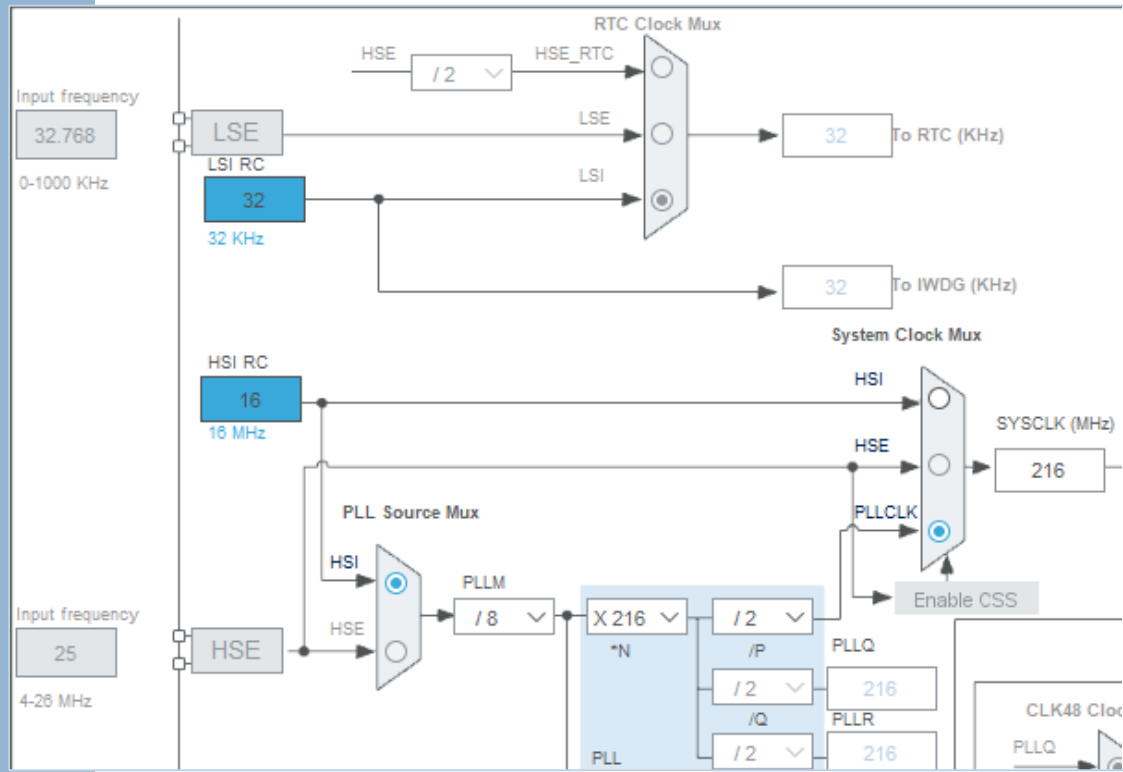 RTC Clock Mux
HSE
/ 2
HSE_RTC
Input frequency
32.768
0-1000 KHz
LSE
LSE
LSI RC
32
32 KHz
LSI
32
To RTC (KHz)
32
To IWDG (KHz)
System Clock Mux
HSI RC
16
16 MHz
HSI
HSE
PLLCLK
SYSCLK (MHz)
216
Enable CSS
PLL Source Mux
HSI
HSE
PLLM
/ 8
X 216
*N
/ 2
/P
PLLQ
/ 2
216
/Q
PLLR
/ 2
216
PLL
Input frequency
25
4-26 MHz
HSE
CLK48 Cloc
PLLQ